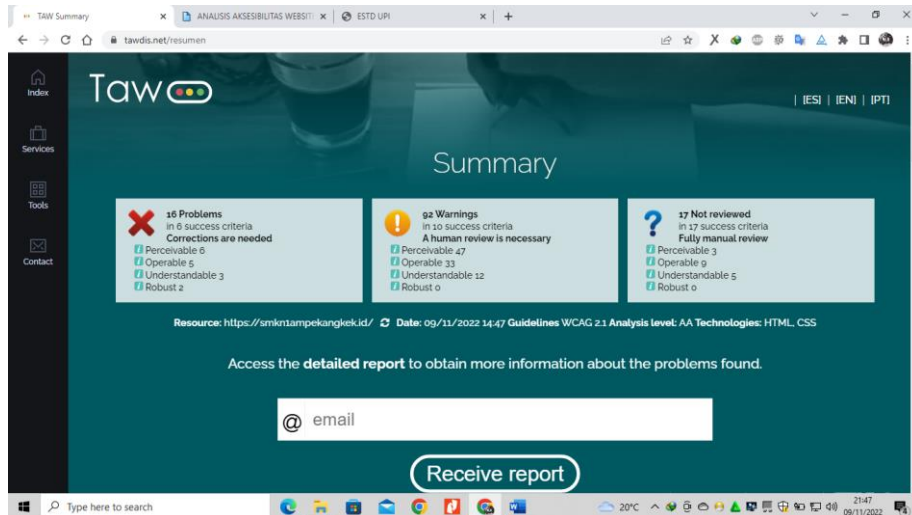 TAW Summary
ANALISIS AKSESIBILITAS WEBSIT
ESTD UPI
tawdis.net/resumen
Index
Services
Tools
Contact
Taw
| [ES] | [EN] | [PT]
Summary
16 Problems
in 6 success criteria
Corrections are needed
Perceivable 6
Operable 5
Understandable 3
Robust 2
92 Warnings
in 10 success criteria
A human review is necessary
Perceivable 47
Operable 33
Understandable 12
Robust 0
17 Not reviewed
in 17 success criteria
Fully manual review
Perceivable 3
Operable 9
Understandable 5
Robust 0
Resource: https://smkn1ampekangkek.id/ Date: 09/11/2022 14:47 Guidelines WCAG 2.1 Analysis level: AA Technologies: HTML, CSS
Access the detailed report to obtain more information about the problems found.
@ email
Receive report
Type here to search
20°C
21:47
09/11/2022